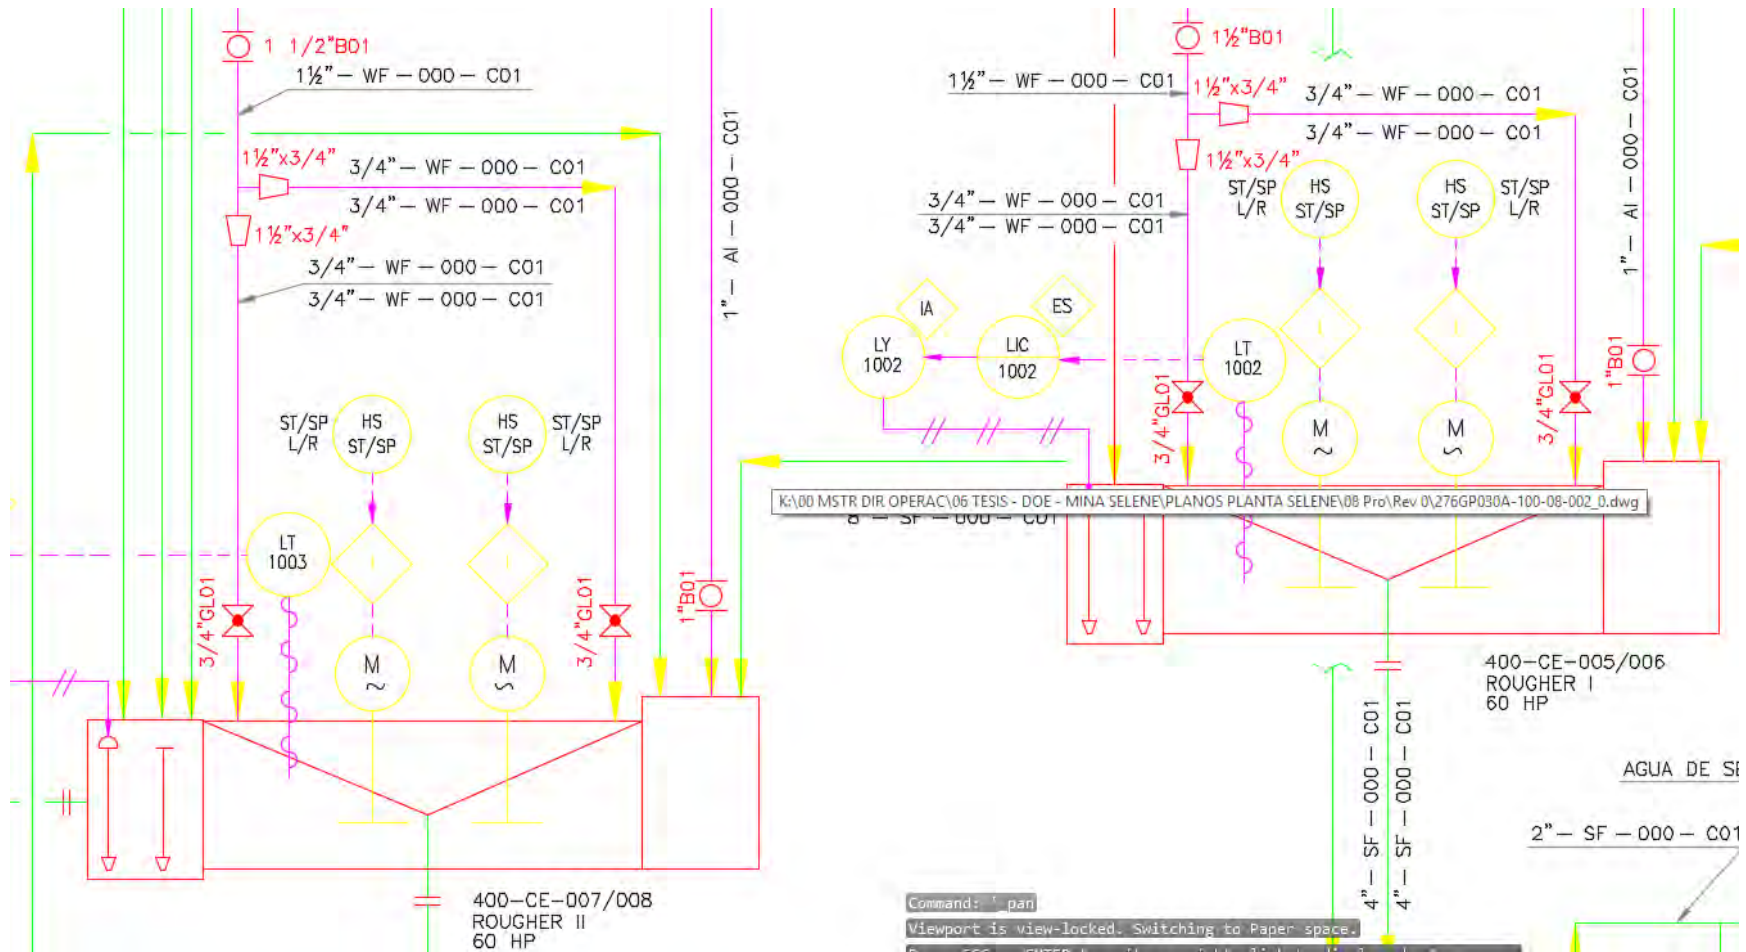 1 1/2"B01
1½"– WF – 000 – C01
1½"x3/4"
3/4"– WF – 000 – C01
3/4"– WF – 000 – C01
1½"x3/4"
3/4"– WF – 000 – C01
3/4"– WF – 000 – C01
1"– AI – 000 – C01
ST/SP
L/R
HS
ST/SP
HS
ST/SP
ST/SP
L/R
LT
1003
3/4"GL01
M
~
M
~
3/4"GL01
1"B01
400-CE-007/008
ROUGHER II
60 HP
1½"B01
1½"– WF – 000 – C01
1½"x3/4"
3/4"– WF – 000 – C01
3/4"– WF – 000 – C01
1½"x3/4"
3/4"– WF – 000 – C01
3/4"– WF – 000 – C01
ST/SP
L/R
HS
ST/SP
HS
ST/SP
ST/SP
L/R
1"– AI – 000 – C01
IA
ES
LY
1002
LIC
1002
LT
1002
3/4"GL01
M
~
M
~
3/4"GL01
1"B01
K:\00 MSTR DIR OPERAC\06 TESIS - DOE - MINA SELENE\PLANOS PLANTA SELENE\08 Pro\Rev 0\276GP030A-100-08-002_0.dwg
400-CE-005/006
ROUGHER I
60 HP
4"– SF – 000 – C01
4"– SF – 000 – C01
AGUA DE SE
2"– SF – 000 – C01
Command: '_pan
Viewport is view-locked. Switching to Paper space.